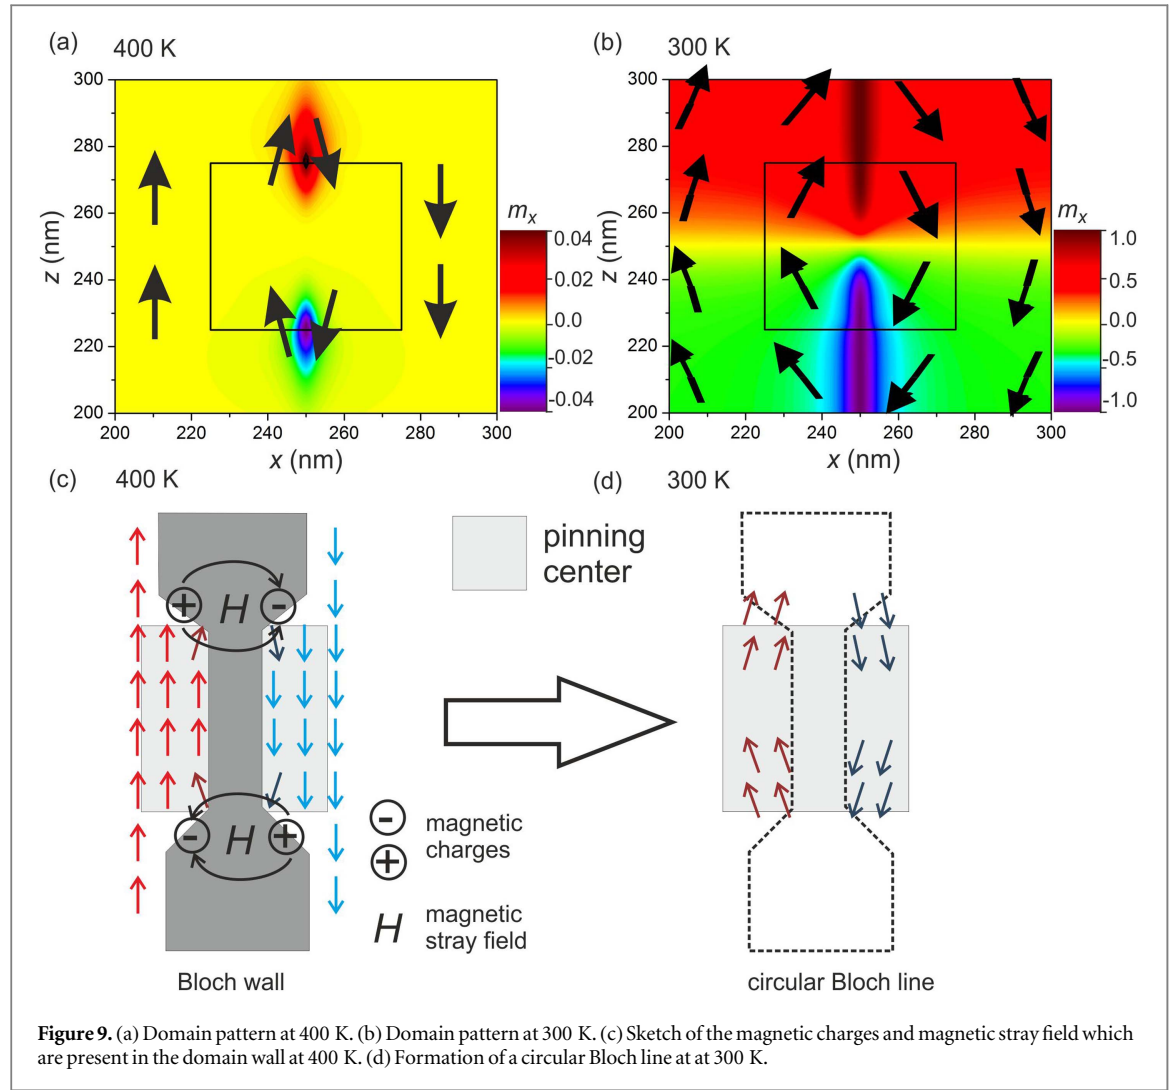 (a) 400 K
300
280
260
240
220
200
z (nm)
200 220 240 260 280 300
x (nm)
mx
0.04
0.02
0.0
-0.02
-0.04
(b) 300 K
300
280
260
240
220
200
z (nm)
200 220 240 260 280 300
x (nm)
mx
1.0
0.5
0.0
-0.5
-1.0
(c) 400 K
+ H -
- H +
pinning
center
- magnetic
+ charges
H magnetic
stray field
Bloch wall
(d) 300 K
circular Bloch line
Figure 9. (a) Domain pattern at 400 K. (b) Domain pattern at 300 K. (c) Sketch of the magnetic charges and magnetic stray field which
are present in the domain wall at 400 K. (d) Formation of a circular Bloch line at at 300 K.